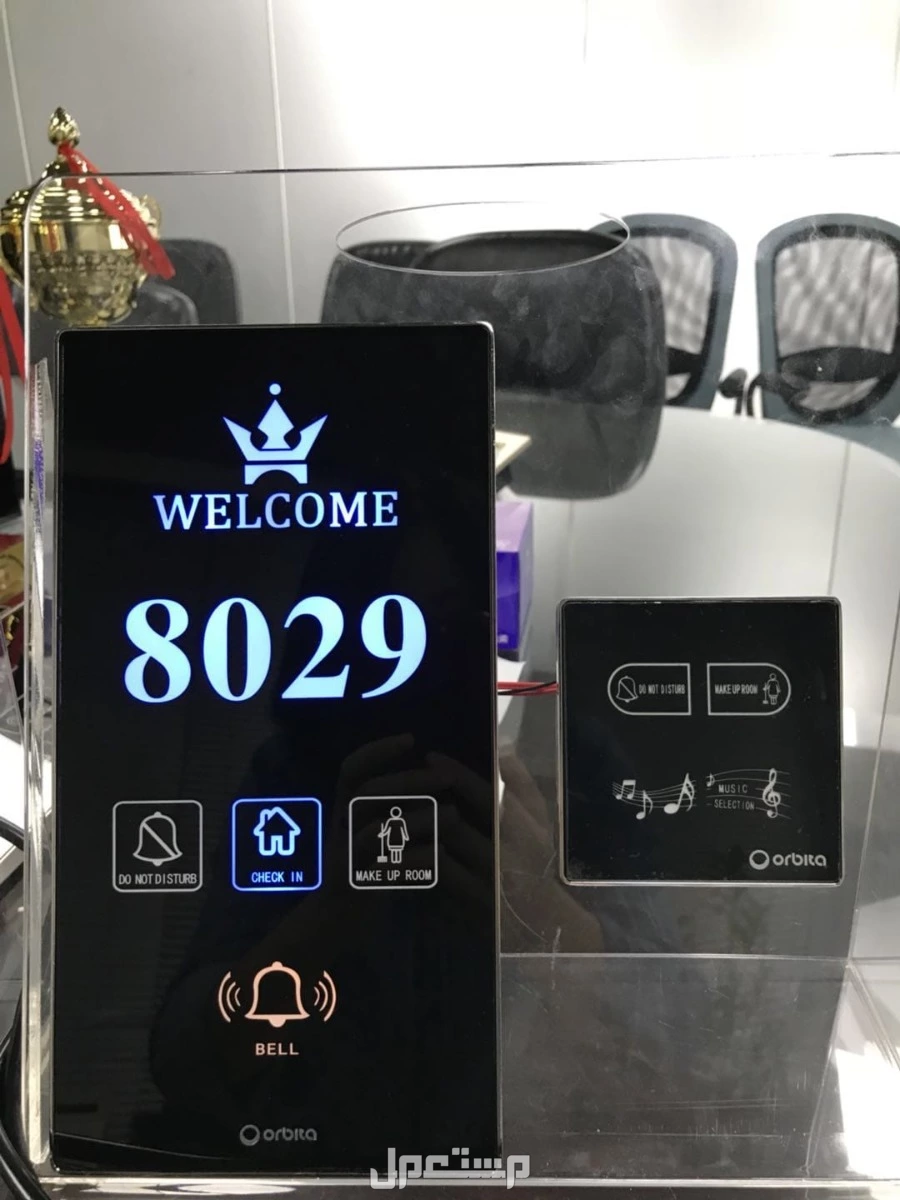 WELCOME
8029
DO NOT DISTURB
CHECK IN
MAKE UP ROOM
BELL
orbita
DO NOT DISTURB
MAKE UP ROOM
MUSIC
SELECTION
orbita
مستعمل